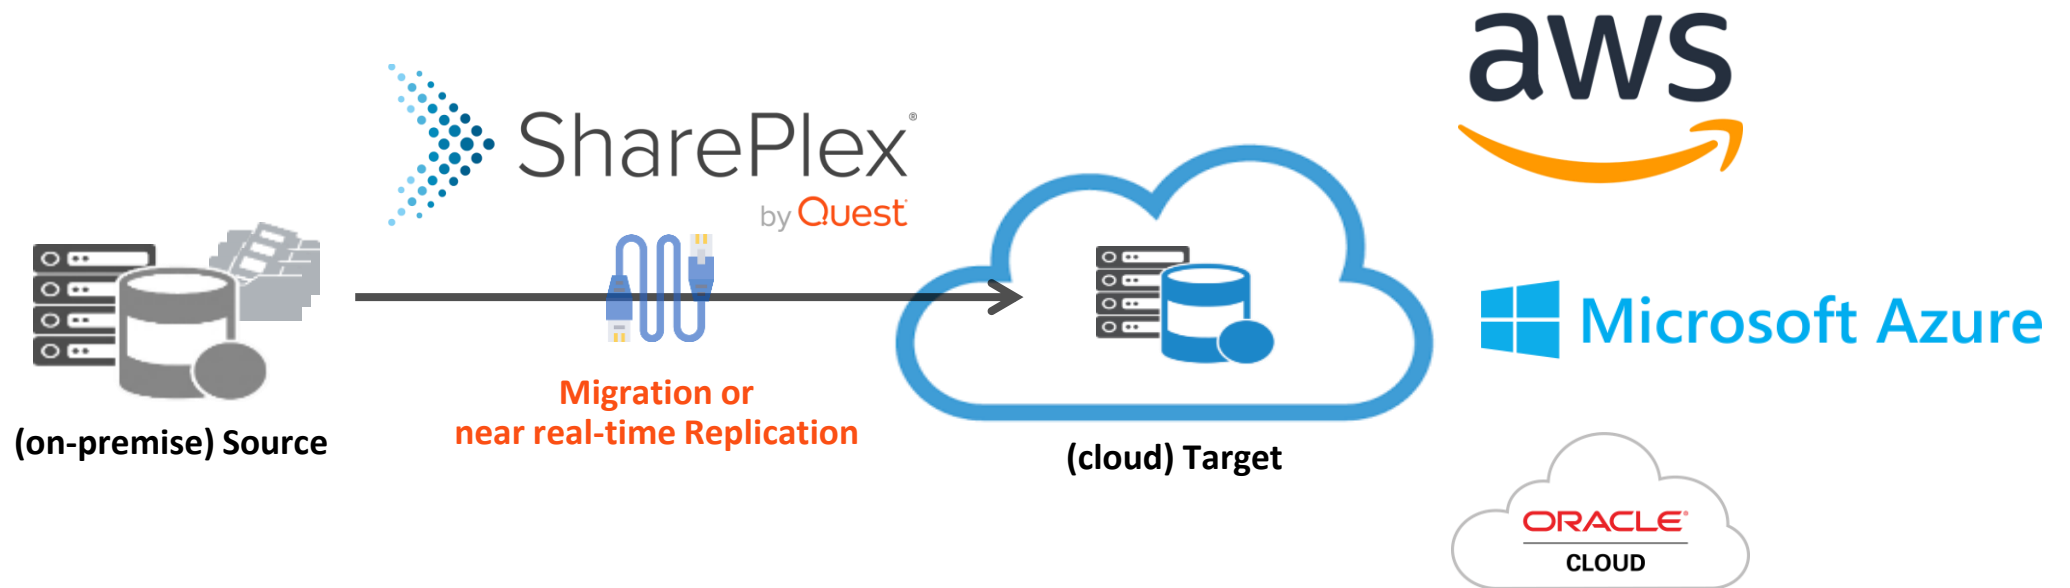 SharePlex®
by Quest
(on-premise) Source
Migration or
near real-time Replication
(cloud) Target
aws
Microsoft Azure
ORACLE®
CLOUD